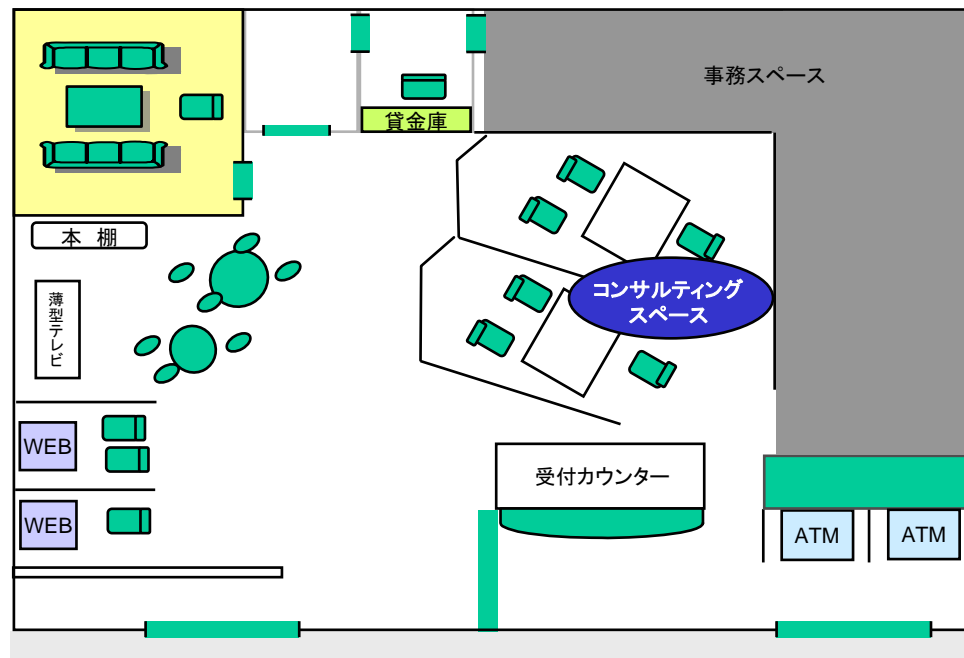 事務スペース
貸金庫
本 棚
コンサルティング
スペース
薄型テレビ
WEB
受付カウンター
WEB
ATM
ATM